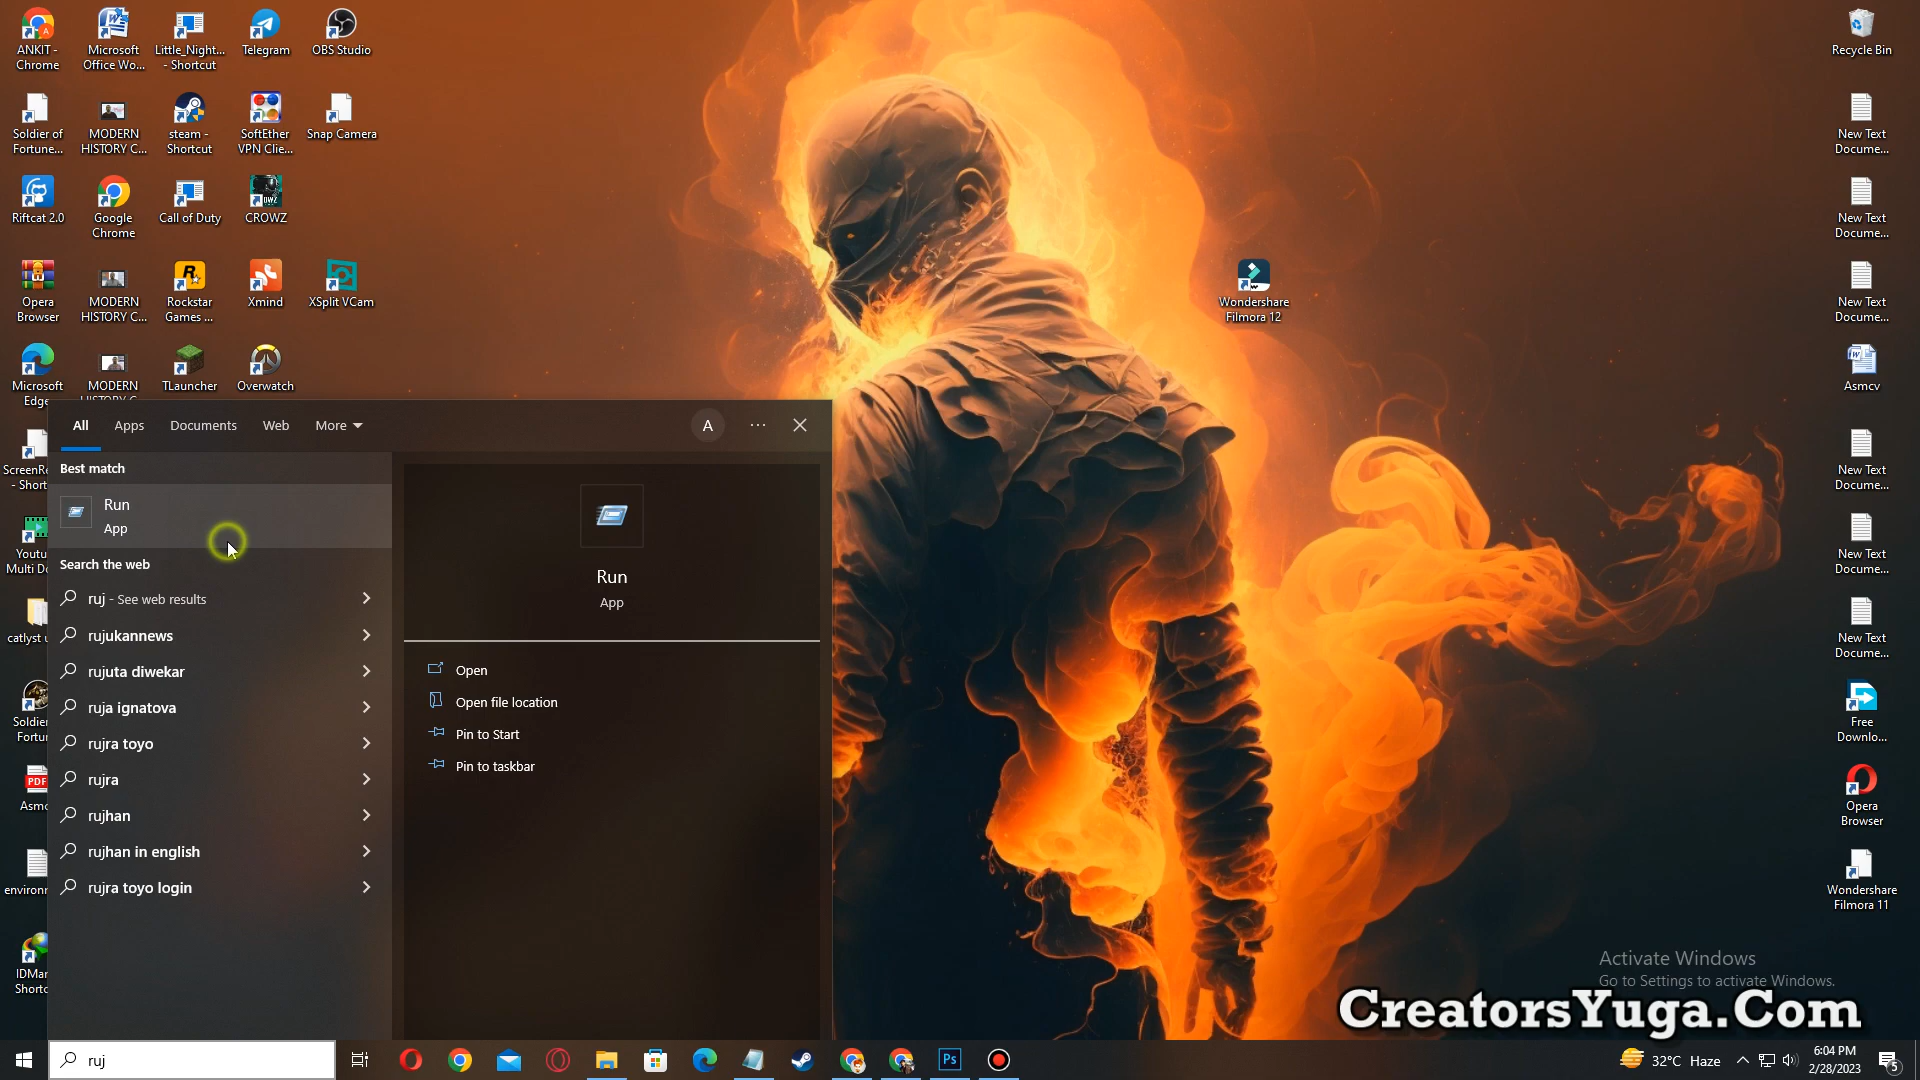 ANKIT -
Chrome
Microsoft
Office Wo...
Little_Night...
- Shortcut
Telegram
OBS Studio
Recycle Bin
Soldier of
Fortune...
MODERN
HISTORY C...
steam -
Shortcut
SoftEther
VPN Clie...
Snap Camera
New Text
Docume...
Riftcat 2.0
Google
Chrome
Call of Duty
CROWZ
New Text
Docume...
Opera
Browser
MODERN
HISTORY C...
Rockstar
Games ...
Xmind
XSplit VCam
Wondershare
Filmora 12
New Text
Docume...
Microsoft
Edge
MODERN
HISTORY C...
TLauncher
Overwatch
Asmcv
All
Apps
Documents
Web
More
A
Best match
Run
App
Search the web
ruj - See web results
rujukannews
rujuta diwekar
ruja ignatova
rujra toyo
rujra
rujhan
rujhan in english
rujra toyo login
Run
App
Open
Open file location
Pin to Start
Pin to taskbar
ScreenRe
- Short
Youtu
Multi Do
catlyst u
Soldier
Fortur
PDF
Asmc
environ
IDMar
Shortc
New Text
Docume...
New Text
Docume...
New Text
Docume...
Free
Downlo...
Opera
Browser
Wondershare
Filmora 11
Activate Windows
Go to Settings to activate Windows.
CreatorsYuga.Com
ruj
Ps
32°C Haze
6:04 PM
2/28/2023
5